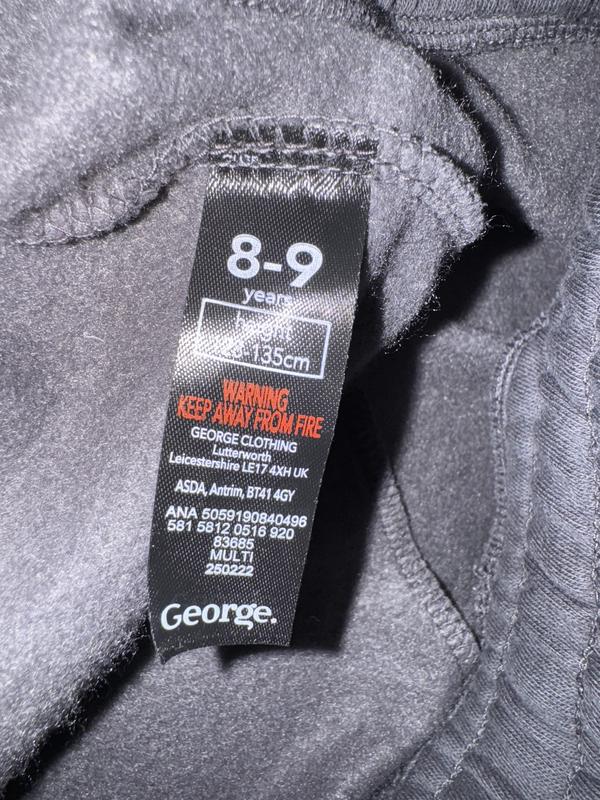 8-9
years
height
-135cm
WARNING
KEEP AWAY FROM FIRE
GEORGE CLOTHING
Lutterworth
Leicestershire LE17 4XH UK
ASDA, Antrim, BT41 4GY
ANA 5059190840496
581 5812 0516 920
83685
MULTI
250222
George.